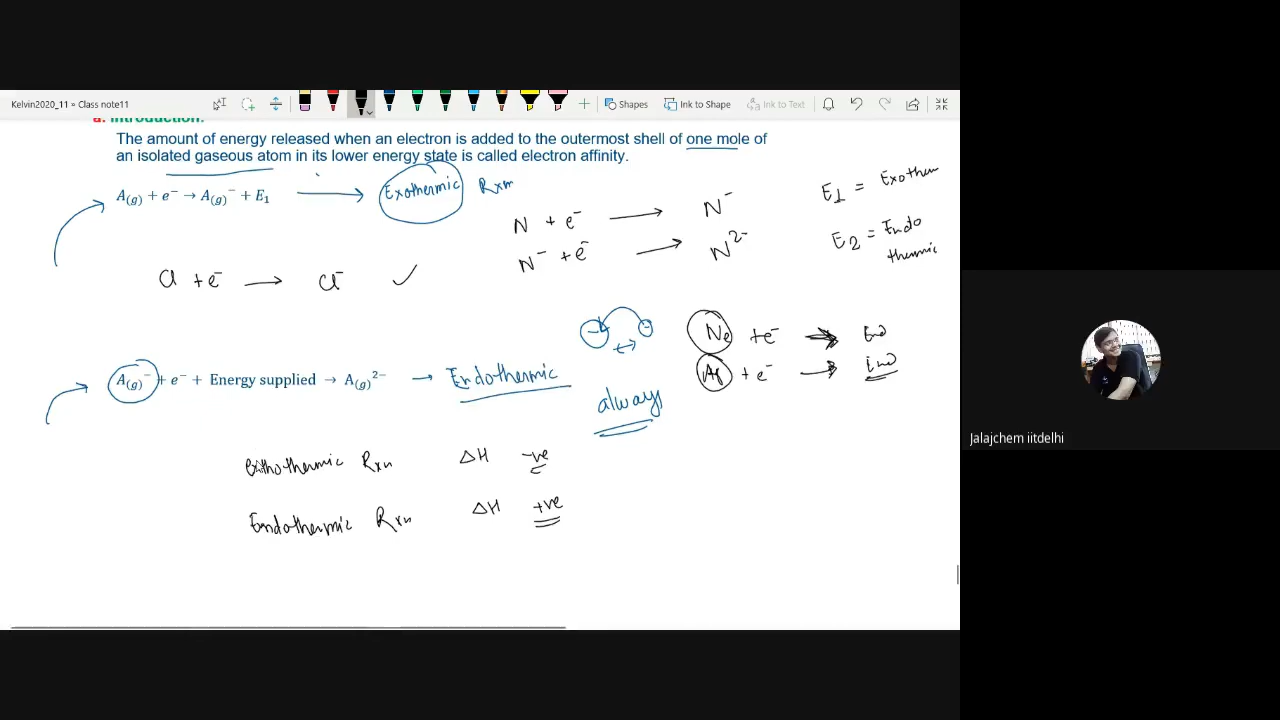 Kelvin2020_11 » Class note11
Shapes
Ink to Shape
Ink to Text
a. Introduction:
The amount of energy released when an electron is added to the outermost shell of one mole of
an isolated gaseous atom in its lower energy state is called electron affinity.
A(g) + e⁻ → A(g)⁻ + E₁ → Exothermic Rxn
N + e⁻ → N⁻
N⁻ + e⁻ → N²⁻
E₁ = Exother
E₂ = Endo
thermic
Cl + e⁻ → Cl⁻ ✓
Ne + e⁻ → End
+ e⁻ →
A(g)⁻ + e⁻ + Energy supplied → A(g)²⁻ → Endothermic
always
Rxn ΔH -ve
Endothermic Rxn ΔH +ve
Jalajchem iitdelhi